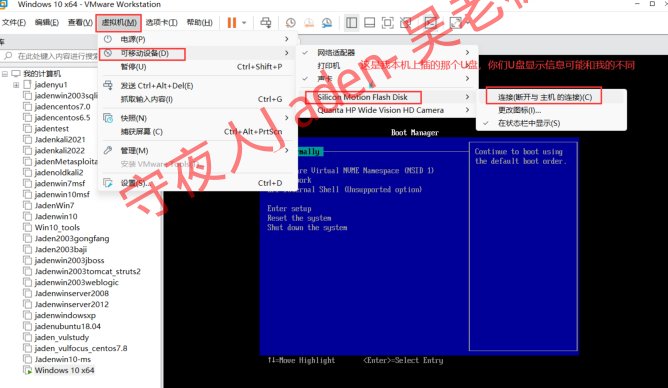 Windows 10 x64 - VMware Workstation
文件(F) 编辑(E) 查看(V) 虚拟机(M) 选项卡(T) 帮助(H)
库
在此处键入内容进行搜索
我的计算机
jadenyu1
jadenwin2003sqli
jadencentos7.0
jadencentos6.5
jadentest
Jadenkali2021
jadenkali2022
jadenMetasploita
jadenoldkali2
jadenwin7msf
jadenwin10msf
JadenWin7
Jadenwin10
Win10_tools
Jaden2003gongfang
Jaden2003baji
jaden2003jboss
jadenwin2003tomcat_struts2
jaden2003weblogic
jadenwinserver2008
Jadenwinserver2012
jadenwindowsxp
jadenubuntu18.04
jaden_vulstudy
jaden_vulfocus_centos7.8
Jadenwin10-ms
Windows 10 x64
电源(P)
可移动设备(D)
暂停(U) Ctrl+Shift+P
发送 Ctrl+Alt+Del(E)
抓取输入内容(I) Ctrl+G
快照(N)
捕获屏幕 (C) Ctrl+Alt+PrtScn
管理(M)
安装 VMware Tools
设置(S)... Ctrl+D
网络适配器
打印机
声卡
Silicon Motion Flash Disk
Quanta HP Wide Vision HD Camera
这是我本机上插的那个U盘，你们U盘显示信息可能和我的不同
连接(断开与 主机 的连接)(C)
更改图标(I)...
在状态栏中显示(S)
Boot Manager
mally
are Virtual NVME Namespace (NSID 1)
ork
Internal Shell (Unsupported option)
Enter setup
Reset the system
Shut down the system
Continue to boot using
the default boot order.
↑↓=Move Highlight <Enter>=Select Entry
守夜人Jaden-吴老